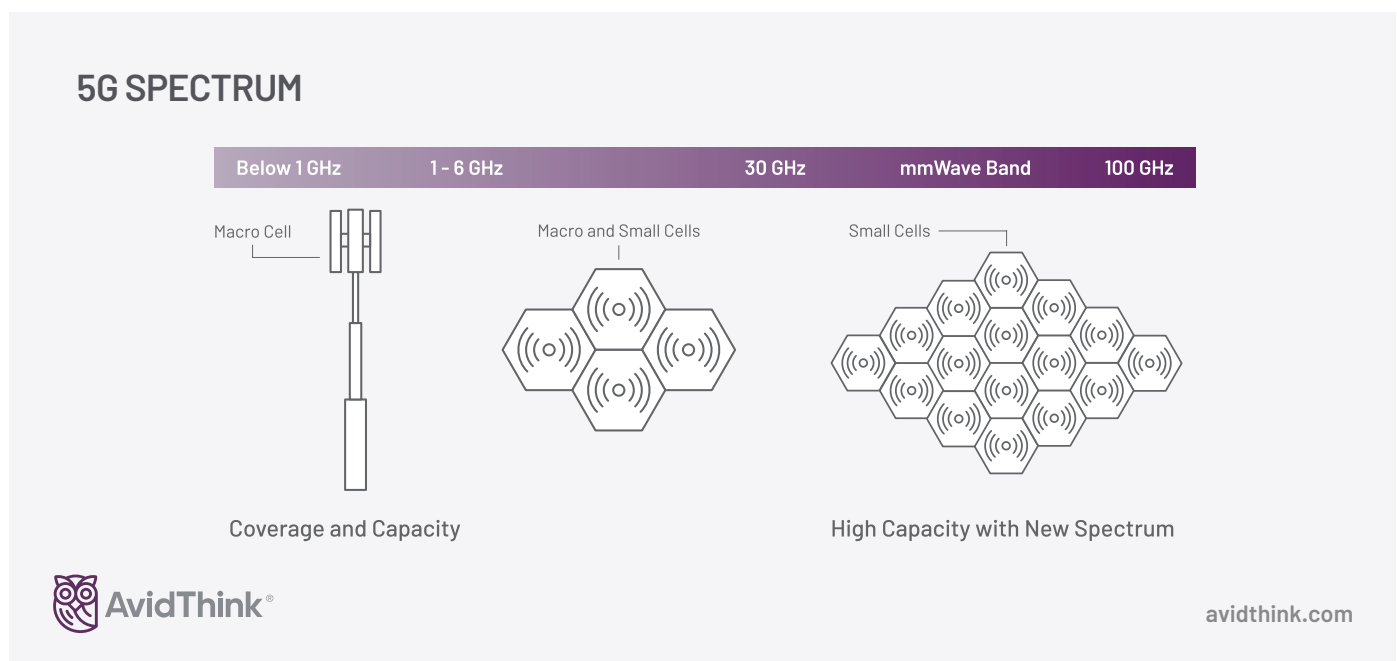 5G SPECTRUM
Below 1 GHz
1 - 6 GHz
30 GHz
mmWave Band
100 GHz
Macro Cell
Macro and Small Cells
Small Cells
Coverage and Capacity
High Capacity with New Spectrum
AvidThink®
avidthink.com